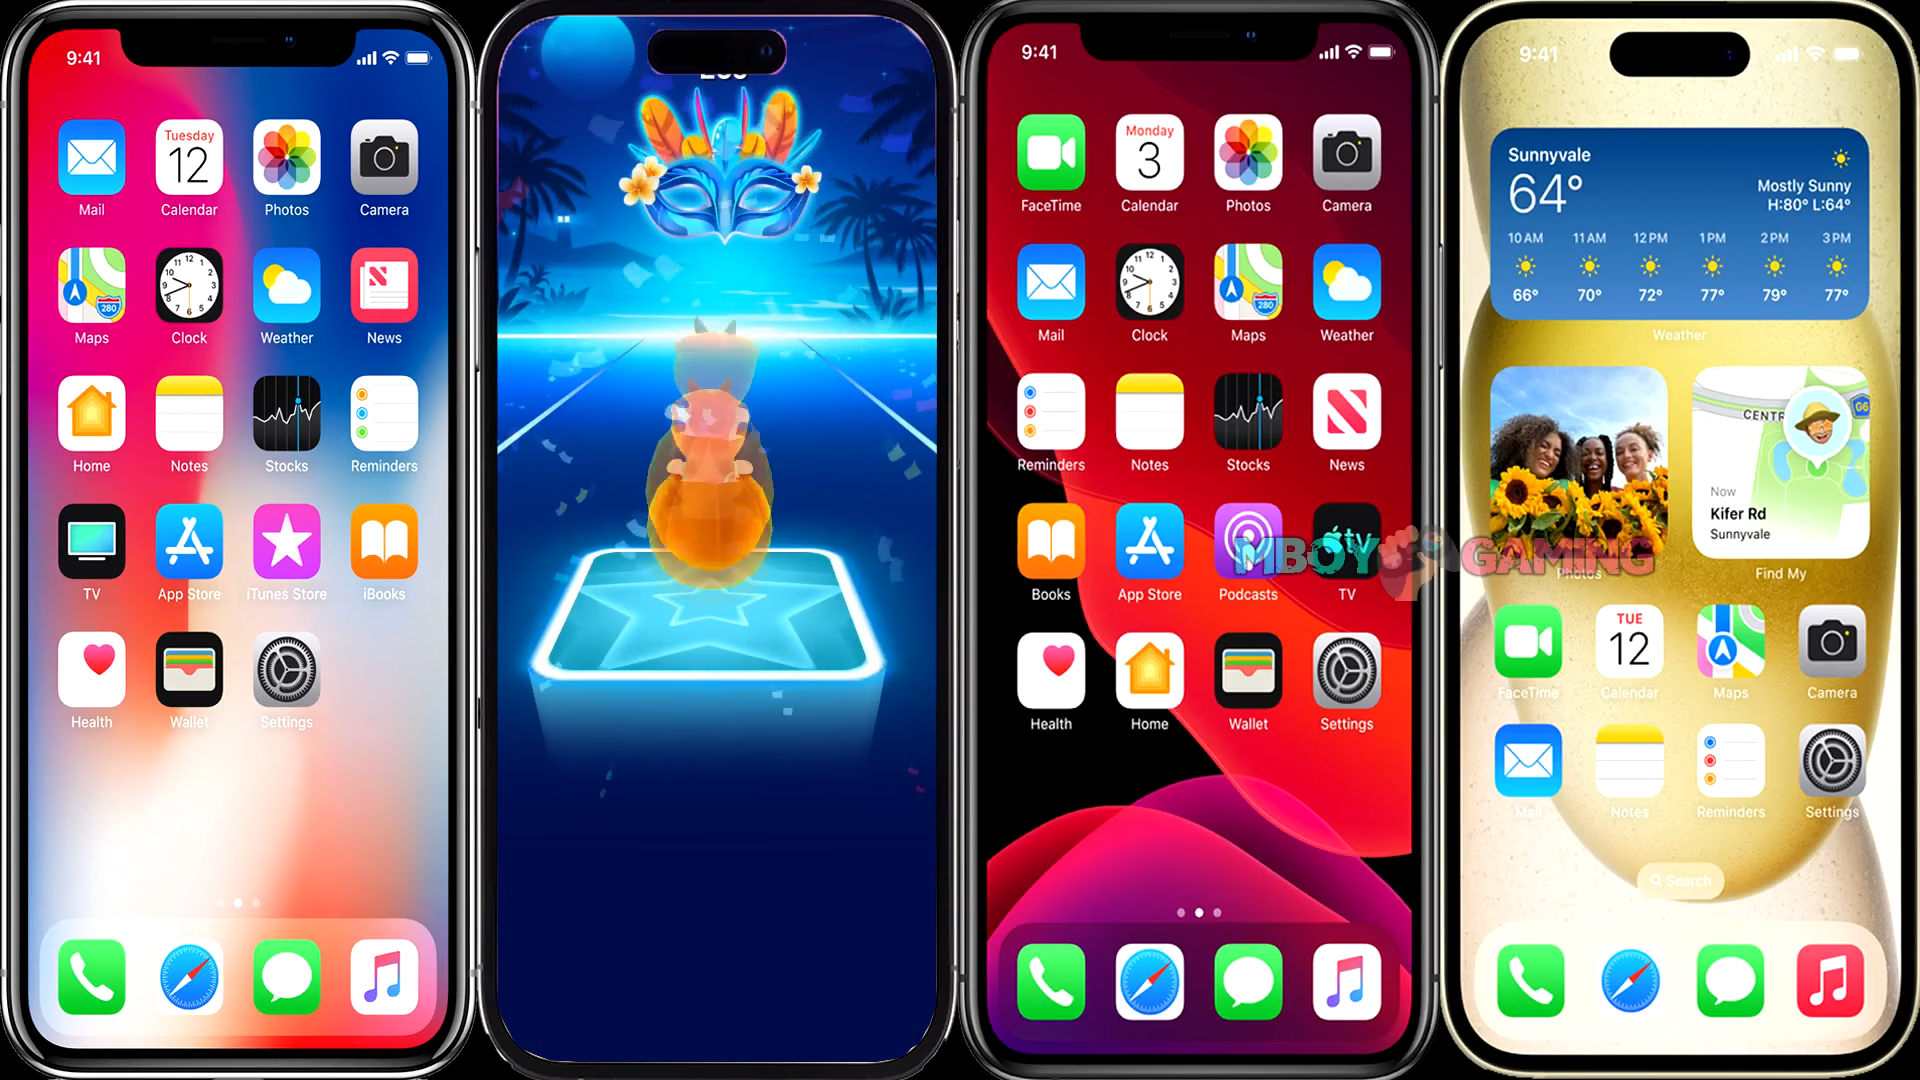 9:41
Tuesday
12
Mail
Calendar
Photos
Camera
280
Maps
Clock
Weather
News
Home
Notes
Stocks
Reminders
TV
App Store
iTunes Store
iBooks
Health
Wallet
Settings
9:41
Monday
3
FaceTime
Calendar
Photos
Camera
280
Mail
Clock
Maps
Weather
Reminders
Notes
Stocks
News
tv
Books
App Store
Podcasts
TV
Health
Home
Wallet
Settings
MBOY GAMING
9:41
Sunnyvale
64°
Mostly Sunny
H:80° L:64°
10 AM 11 AM 12 PM 1 PM 2 PM 3 PM
66° 70° 72° 77° 79° 77°
Weather
CENTR
G6
Now
Kifer Rd
Sunnyvale
Photos
Find My
TUE
12
FaceTime
Calendar
Maps
Camera
Mail
Notes
Reminders
Settings
Search